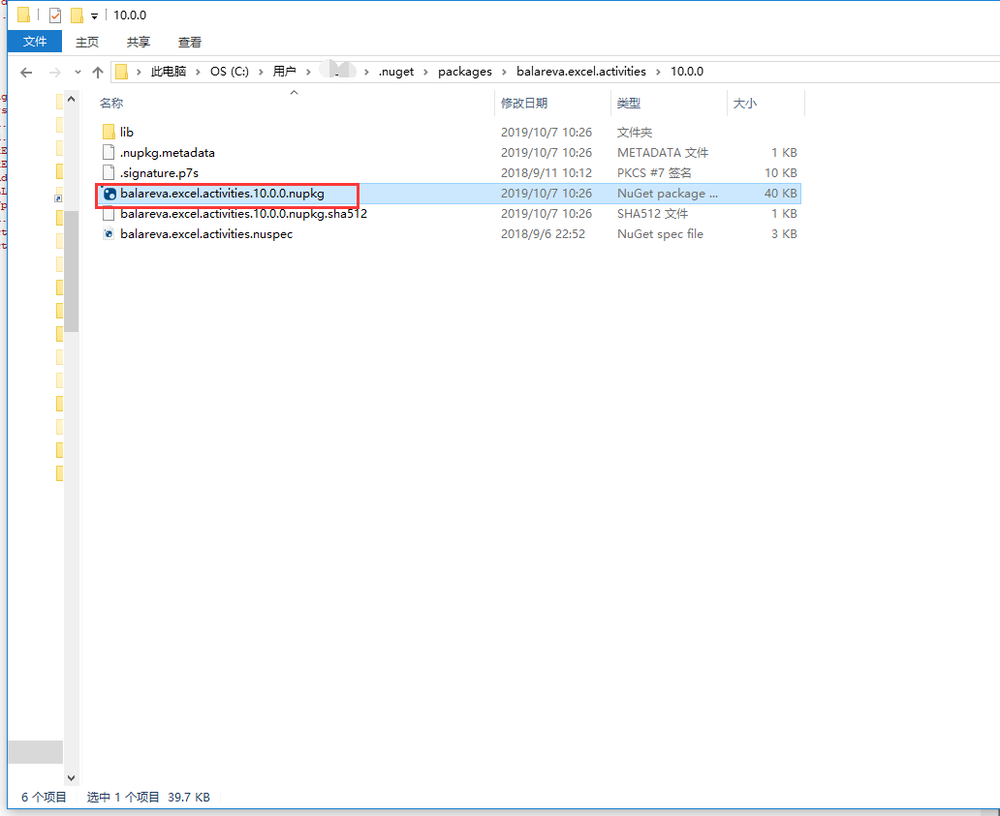 10.0.0
文件 主页 共享 查看
此电脑 OS (C:) 用户 .nuget packages balareva.excel.activities 10.0.0
名称 修改日期 类型 大小
lib 2019/10/7 10:26 文件夹
.nupkg.metadata 2019/10/7 10:26 METADATA 文件 1 KB
.signature.p7s 2018/9/11 10:12 PKCS #7 签名 10 KB
balareva.excel.activities.10.0.0.nupkg 2019/10/7 10:26 NuGet package ... 40 KB
balareva.excel.activities.10.0.0.nupkg.sha512 2019/10/7 10:26 SHA512 文件 1 KB
balareva.excel.activities.nuspec 2018/9/6 22:52 NuGet spec file 3 KB
6 个项目 选中 1 个项目 39.7 KB